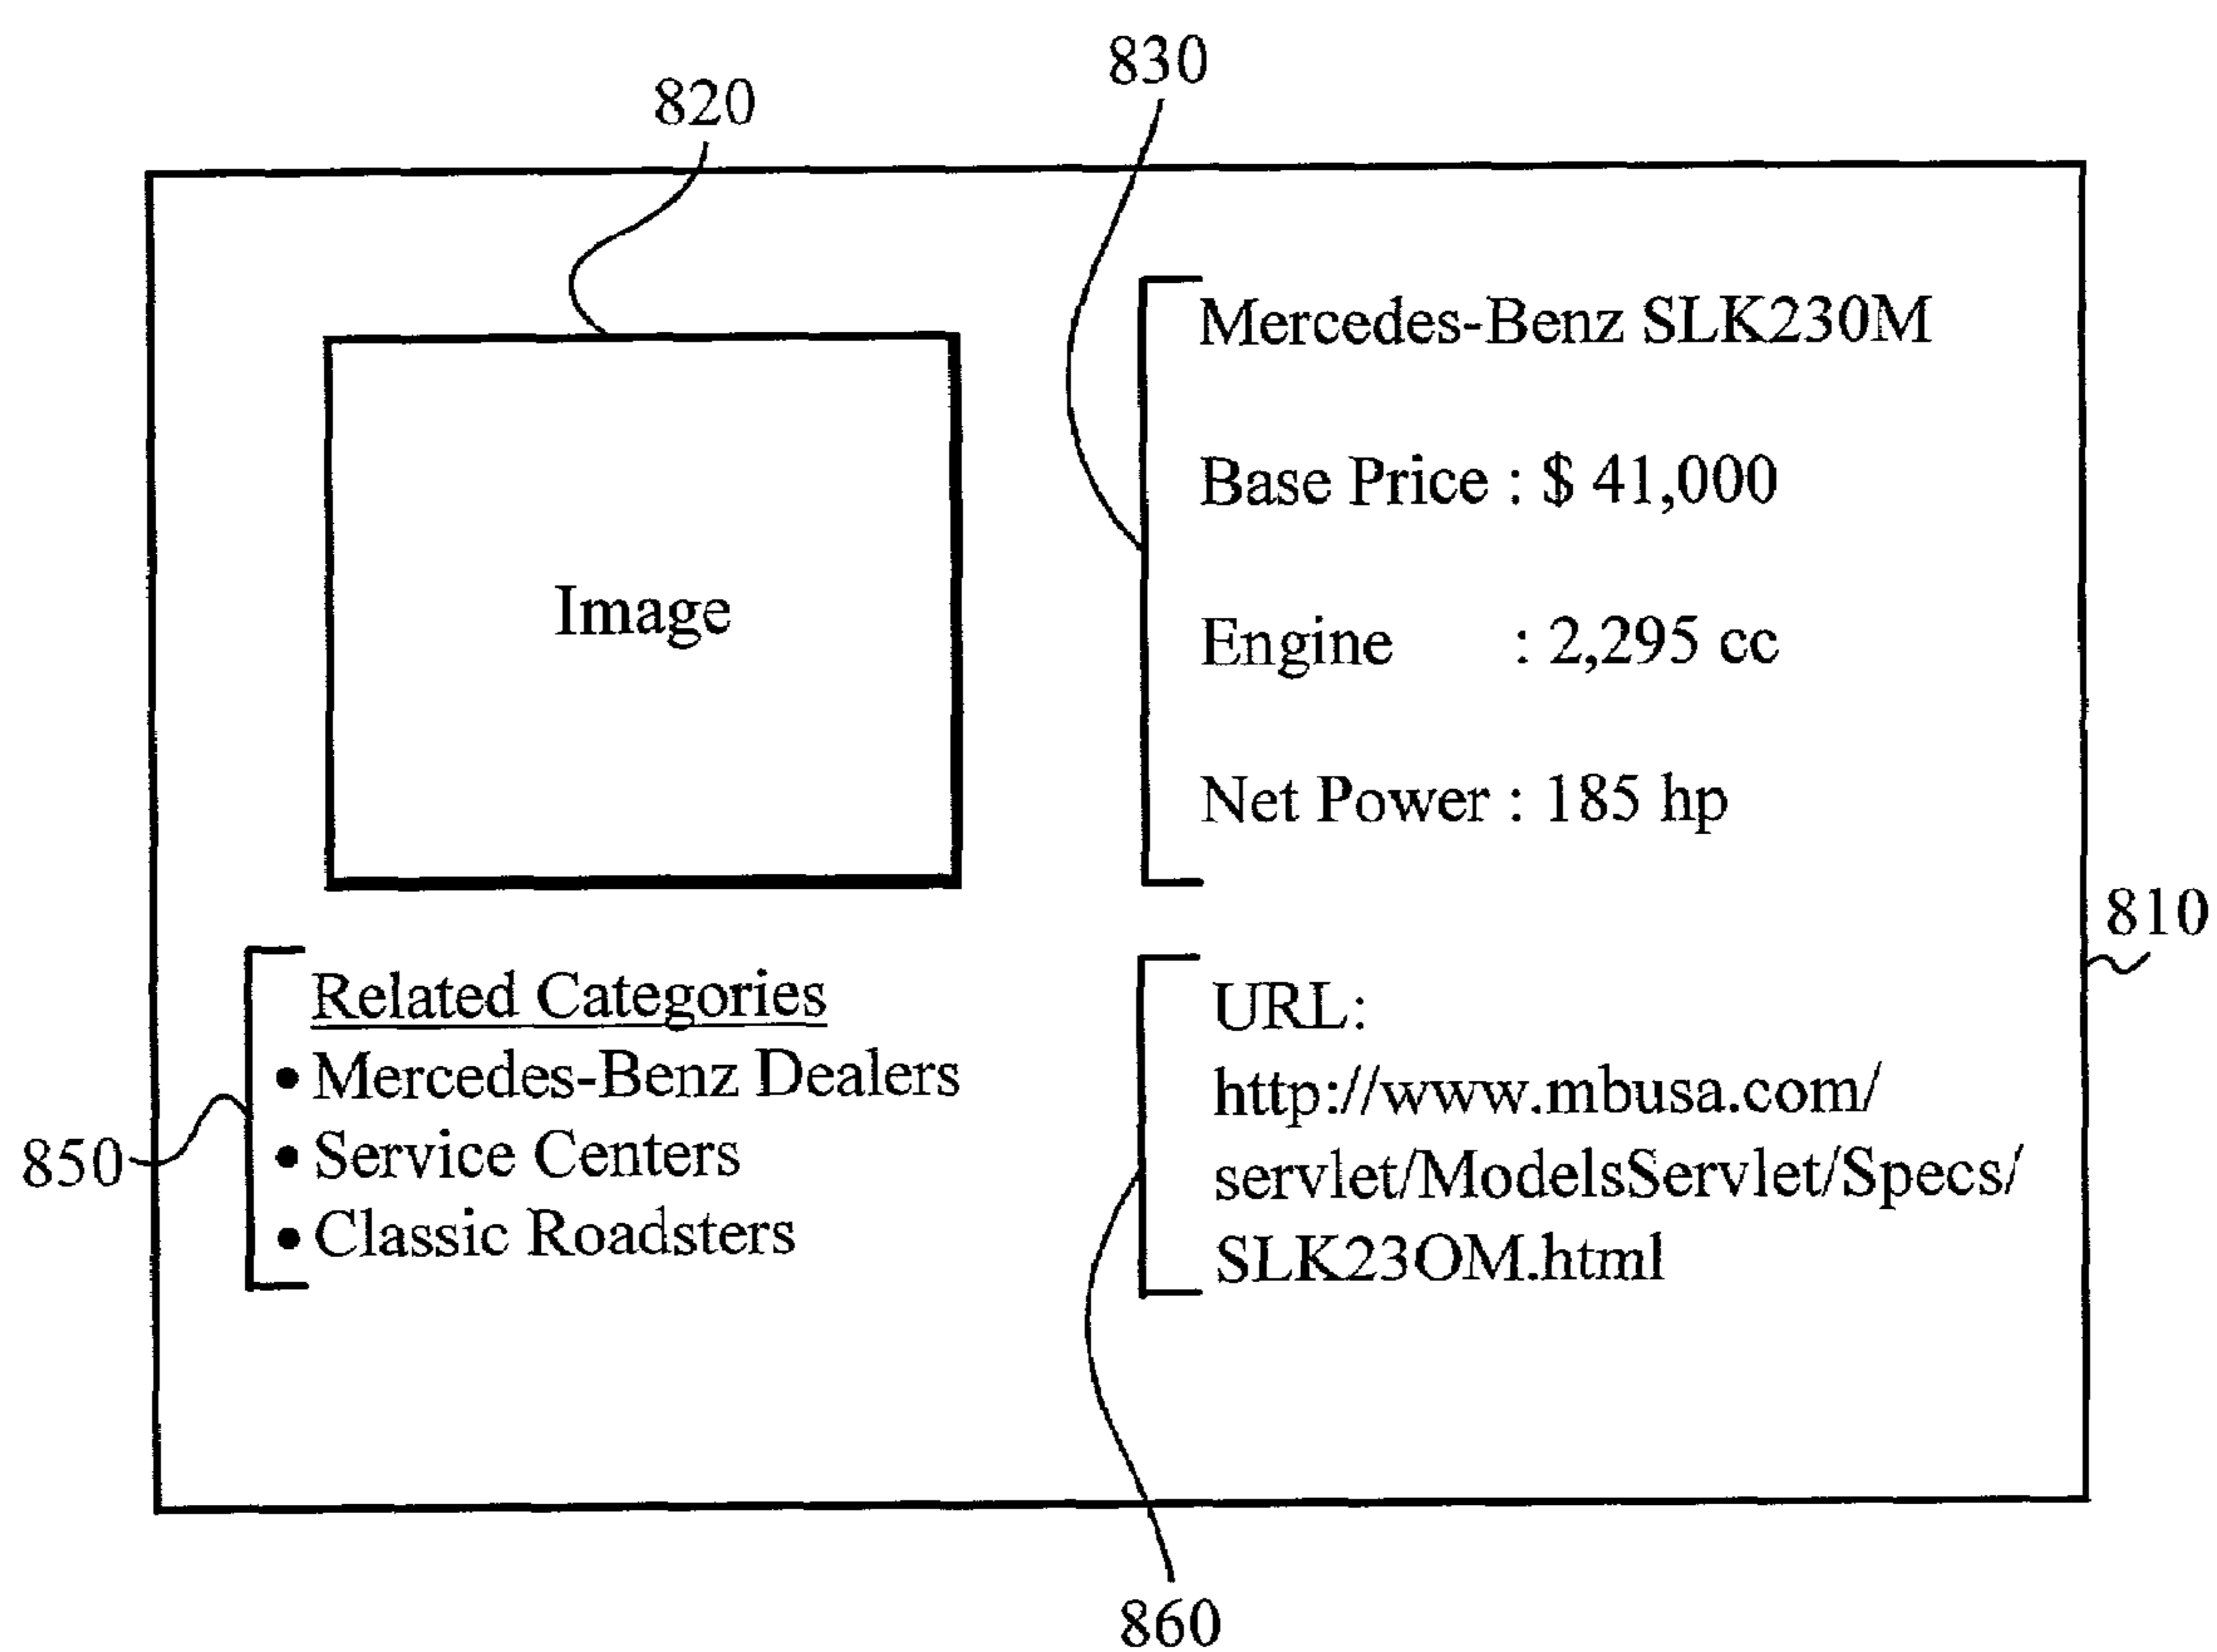 830
820
Mercedes-Benz SLK230M
Base Price : $ 41,000
Image
Engine : 2,295 cc
Net Power : 185 hp
810
Related Categories
• Mercedes-Benz Dealers
• Service Centers
• Classic Roadsters
850
URL:
http://www.mbusa.com/
servlet/ModelsServlet/Specs/
SLK23OM.html
860